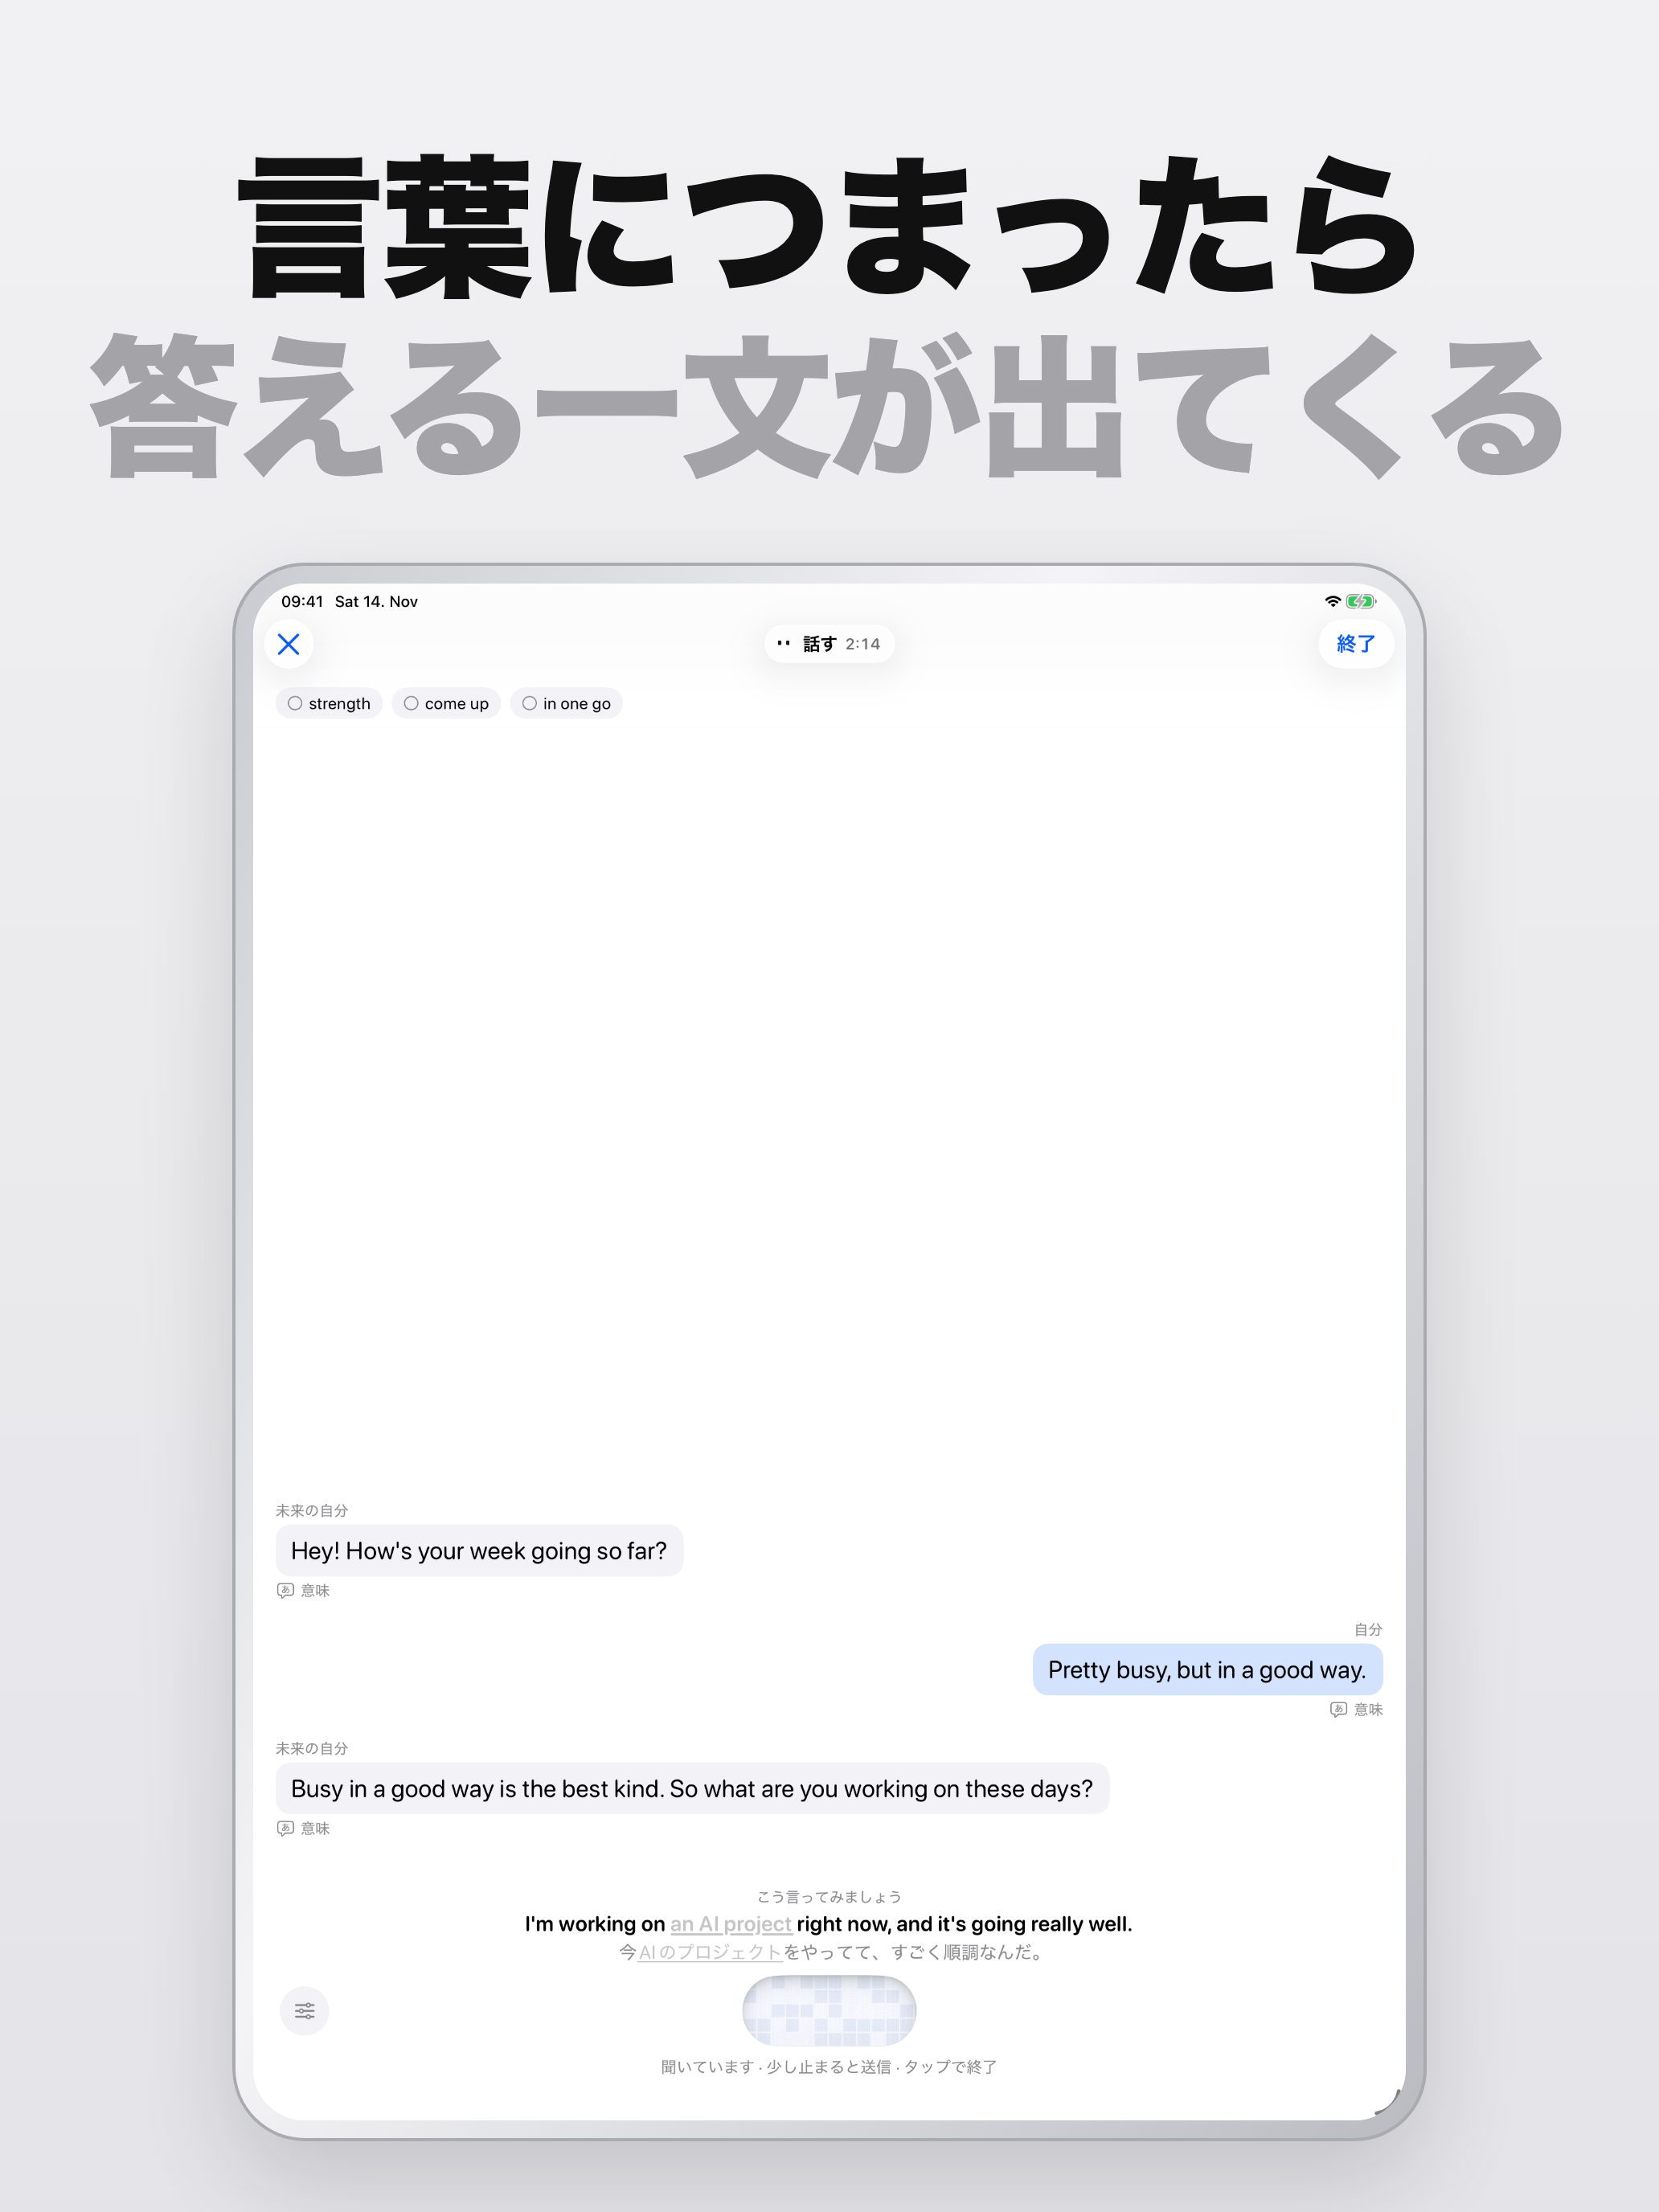 言葉につまったら
答える一文が出てくる
09:41 Sat 14. Nov
話す 2:14
終了
strength
come up
in one go
未来の自分
Hey! How's your week going so far?
あ 意味
自分
Pretty busy, but in a good way.
あ 意味
未来の自分
Busy in a good way is the best kind. So what are you working on these days?
あ 意味
こう言ってみましょう
I'm working on an AI project right now, and it's going really well.
今AIのプロジェクトをやってて、すごく順調なんだ。
聞いています · 少し止まると送信 · タップで終了